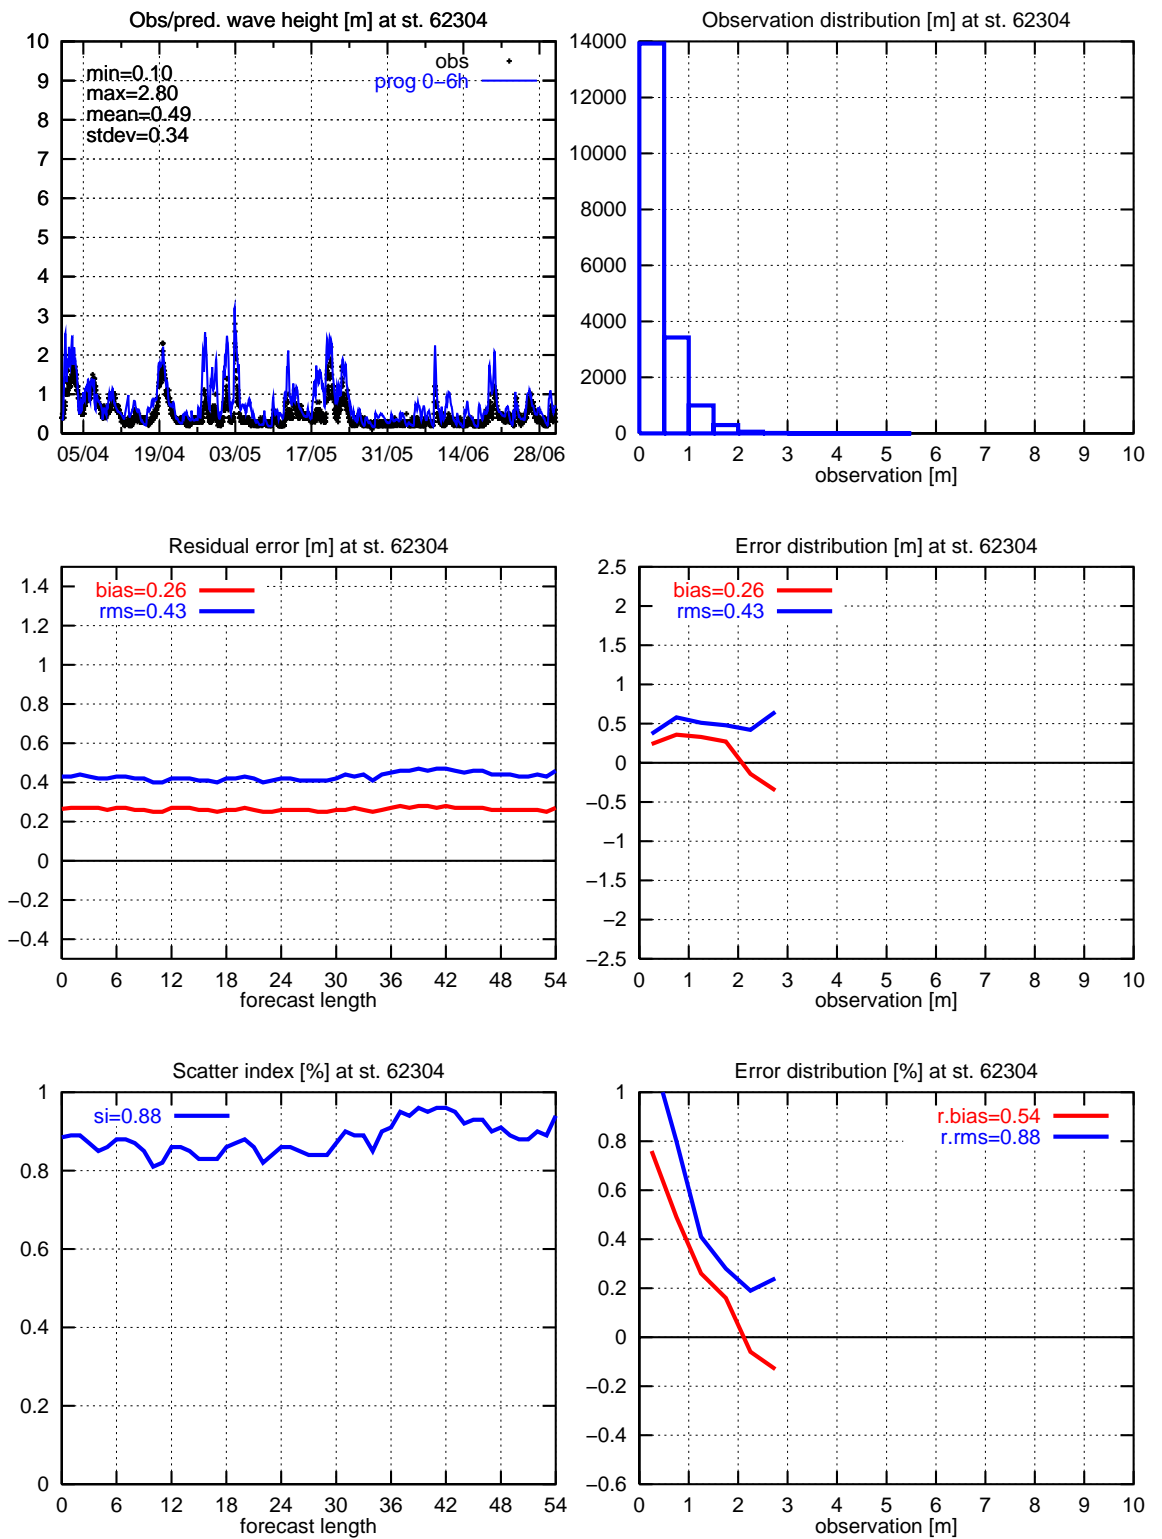 Obs/pred. wave height [m] at st. 62304
10
9
8
7
6
5
4
3
2
1
0
min=0.10
max=2.80
mean=0.49
stdev=0.34
obs
prog 0−6h
05/04 19/04 03/05 17/05 31/05 14/06 28/06
Observation distribution [m] at st. 62304
14000
12000
10000
8000
6000
4000
2000
0
0 1 2 3 4 5 6 7 8 9 10
observation [m]
Residual error [m] at st. 62304
1.4
1.2
1
0.8
0.6
0.4
0.2
0
−0.2
−0.4
bias=0.26
rms=0.43
0 6 12 18 24 30 36 42 48 54
forecast length
Error distribution [m] at st. 62304
2.5
2
1.5
1
0.5
0
−0.5
−1
−1.5
−2
−2.5
bias=0.26
rms=0.43
0 1 2 3 4 5 6 7 8 9 10
observation [m]
Scatter index [%] at st. 62304
1
0.8
0.6
0.4
0.2
0
si=0.88
0 6 12 18 24 30 36 42 48 54
forecast length
Error distribution [%] at st. 62304
1
0.8
0.6
0.4
0.2
0
−0.2
−0.4
−0.6
r.bias=0.54
r.rms=0.88
0 1 2 3 4 5 6 7 8 9 10
observation [m]